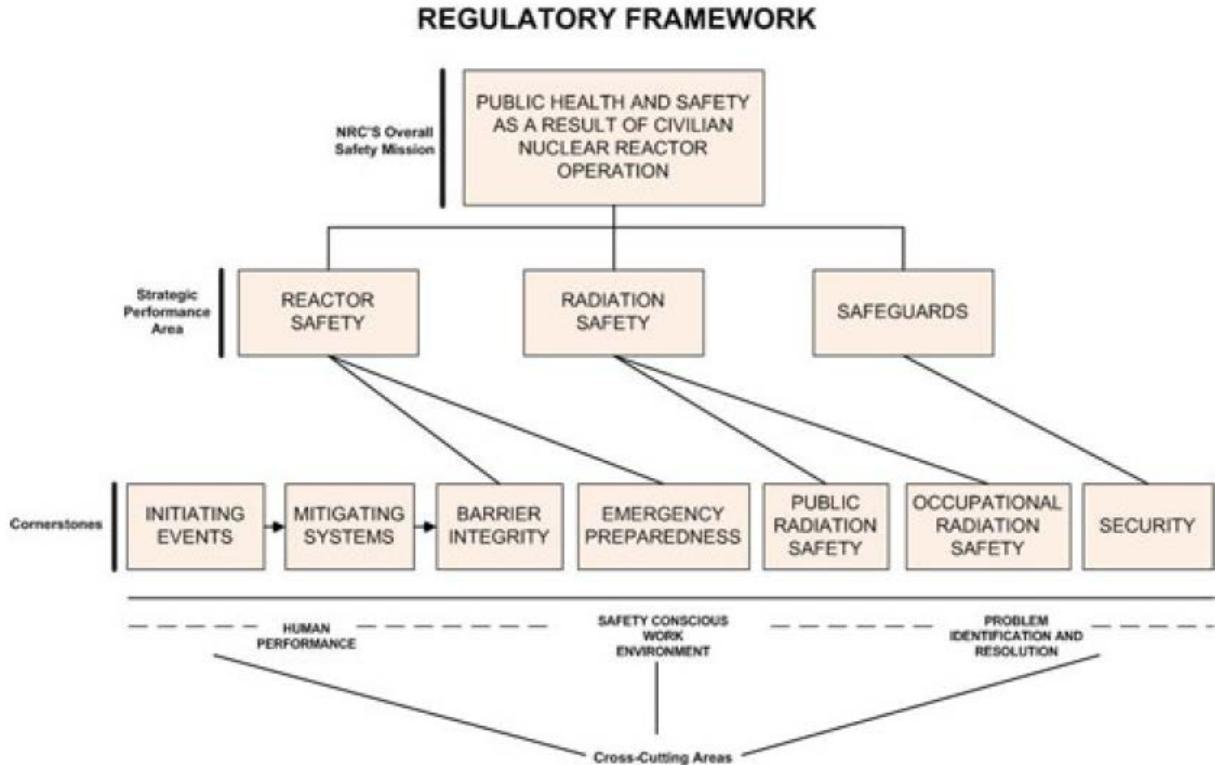 REGULATORY FRAMEWORK
NRC'S Overall
Safety Mission
PUBLIC HEALTH AND SAFETY
AS A RESULT OF CIVILIAN
NUCLEAR REACTOR
OPERATION
Strategic
Performance
Area
REACTOR
SAFETY
RADIATION
SAFETY
SAFEGUARDS
Cornerstones
INITIATING
EVENTS
MITIGATING
SYSTEMS
BARRIER
INTEGRITY
EMERGENCY
PREPAREDNESS
PUBLIC
RADIATION
SAFETY
OCCUPATIONAL
RADIATION
SAFETY
SECURITY
HUMAN
PERFORMANCE
SAFETY CONSCIOUS
WORK
ENVIRONMENT
PROBLEM
IDENTIFICATION AND
RESOLUTION
Cross-Cutting Areas